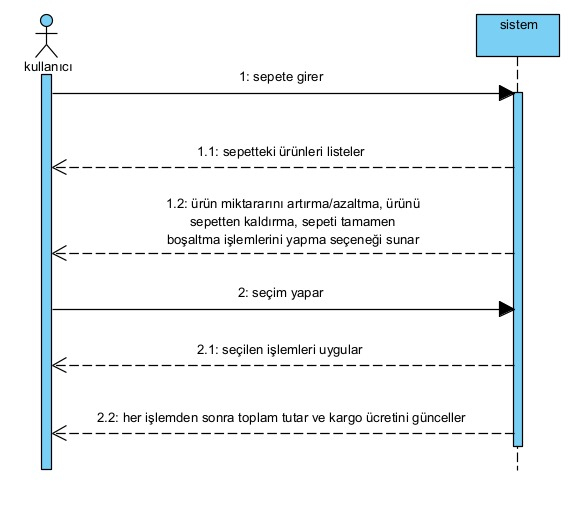 sistem
kullanıcı
1: sepete girer
1.1: sepetteki ürünleri listeler
1.2: ürün miktararını artırma/azaltma, ürünü
sepetten kaldırma, sepeti tamamen
boşaltma işlemlerini yapma seçeneği sunar
2: seçim yapar
2.1: seçilen işlemleri uygular
2.2: her işlemden sonra toplam tutar ve kargo ücretini günceller